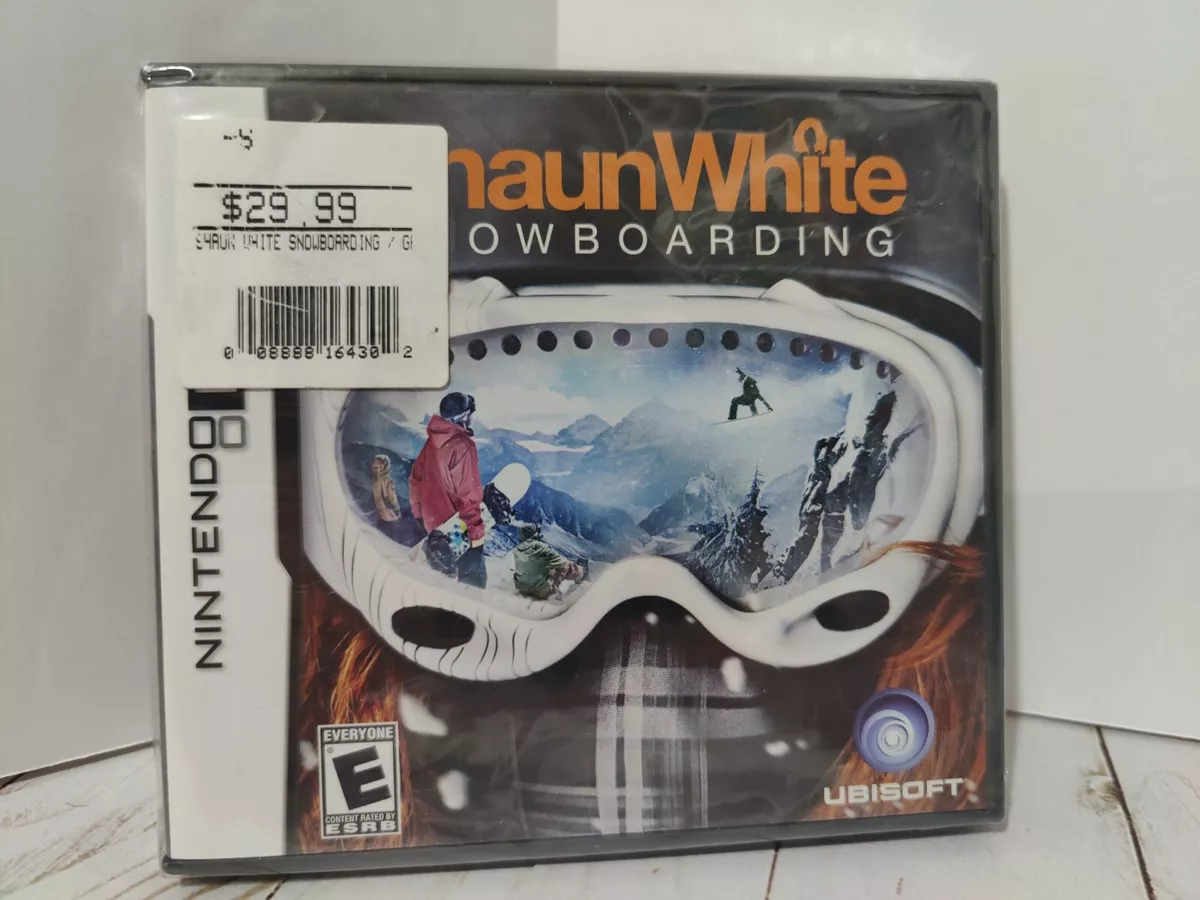 -5
$29.99
SHAUN WHITE SNOWBOARDING / G
0 08888 16430 2
haunWhite
OWBOARDING
NINTENDO
EVERYONE
E
®
CONTENT RATED BY
ESRB
UBISOFT